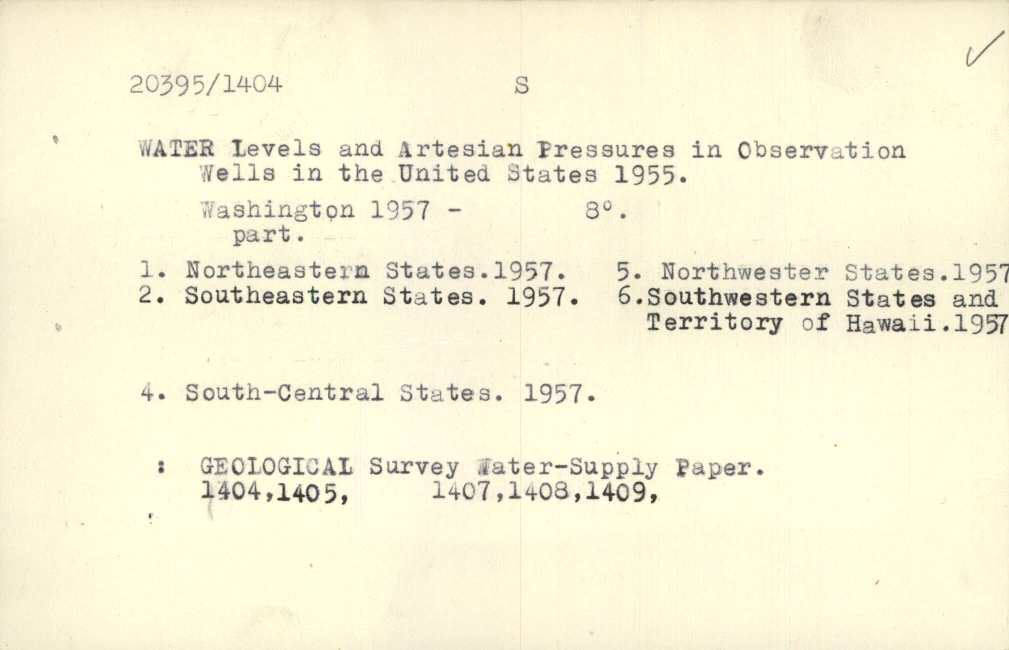 20395/1404 S
WATER Levels and Artesian Pressures in Observation
Wells in the United States 1955.
Washington 1957 - 8°.
part.
1. Northeastern States.1957.
2. Southeastern States. 1957.
5. Northwester States.1957
6.Southwestern States and
Territory of Hawaii.1957
4. South-Central States. 1957.
: GEOLOGICAL Survey Water-Supply Paper.
1404,1405, 1407,1408,1409,